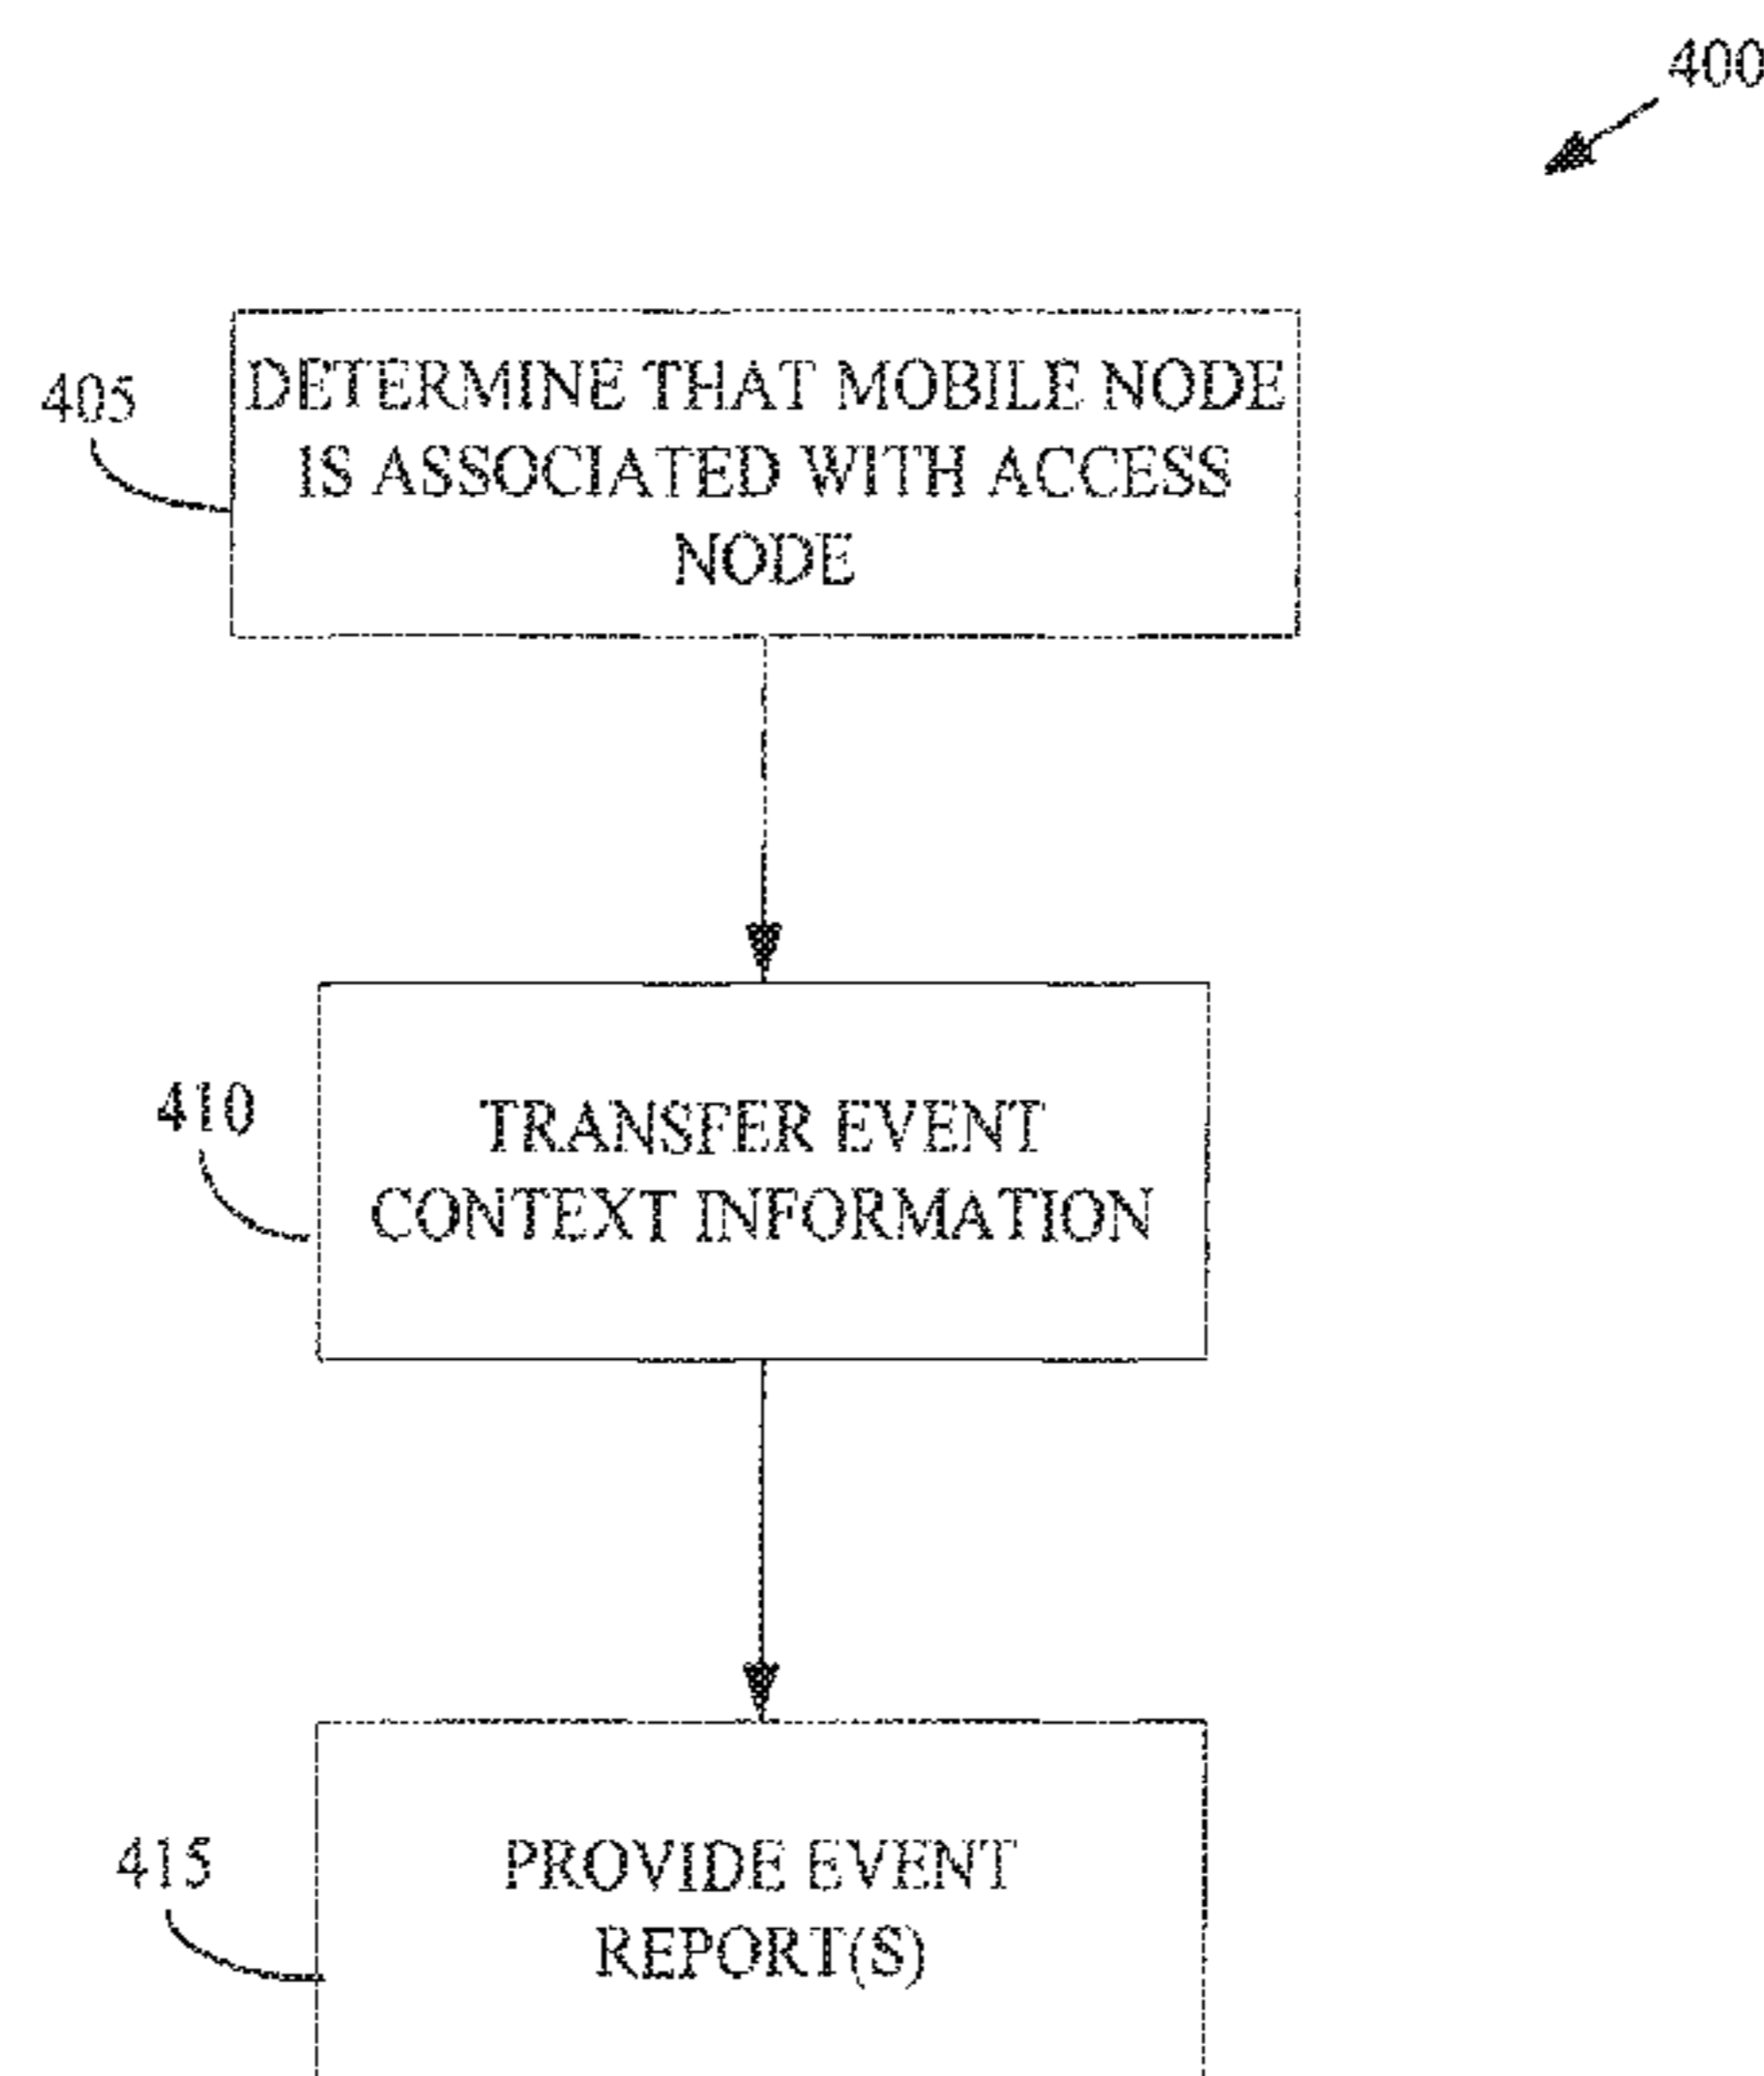 400
405
DETERMINE THAT MOBILE NODE
IS ASSOCIATED WITH ACCESS
NODE
410
TRANSFER EVENT
CONTEXT INFORMATION
415
PROVIDE EVENT
REPORT(S)